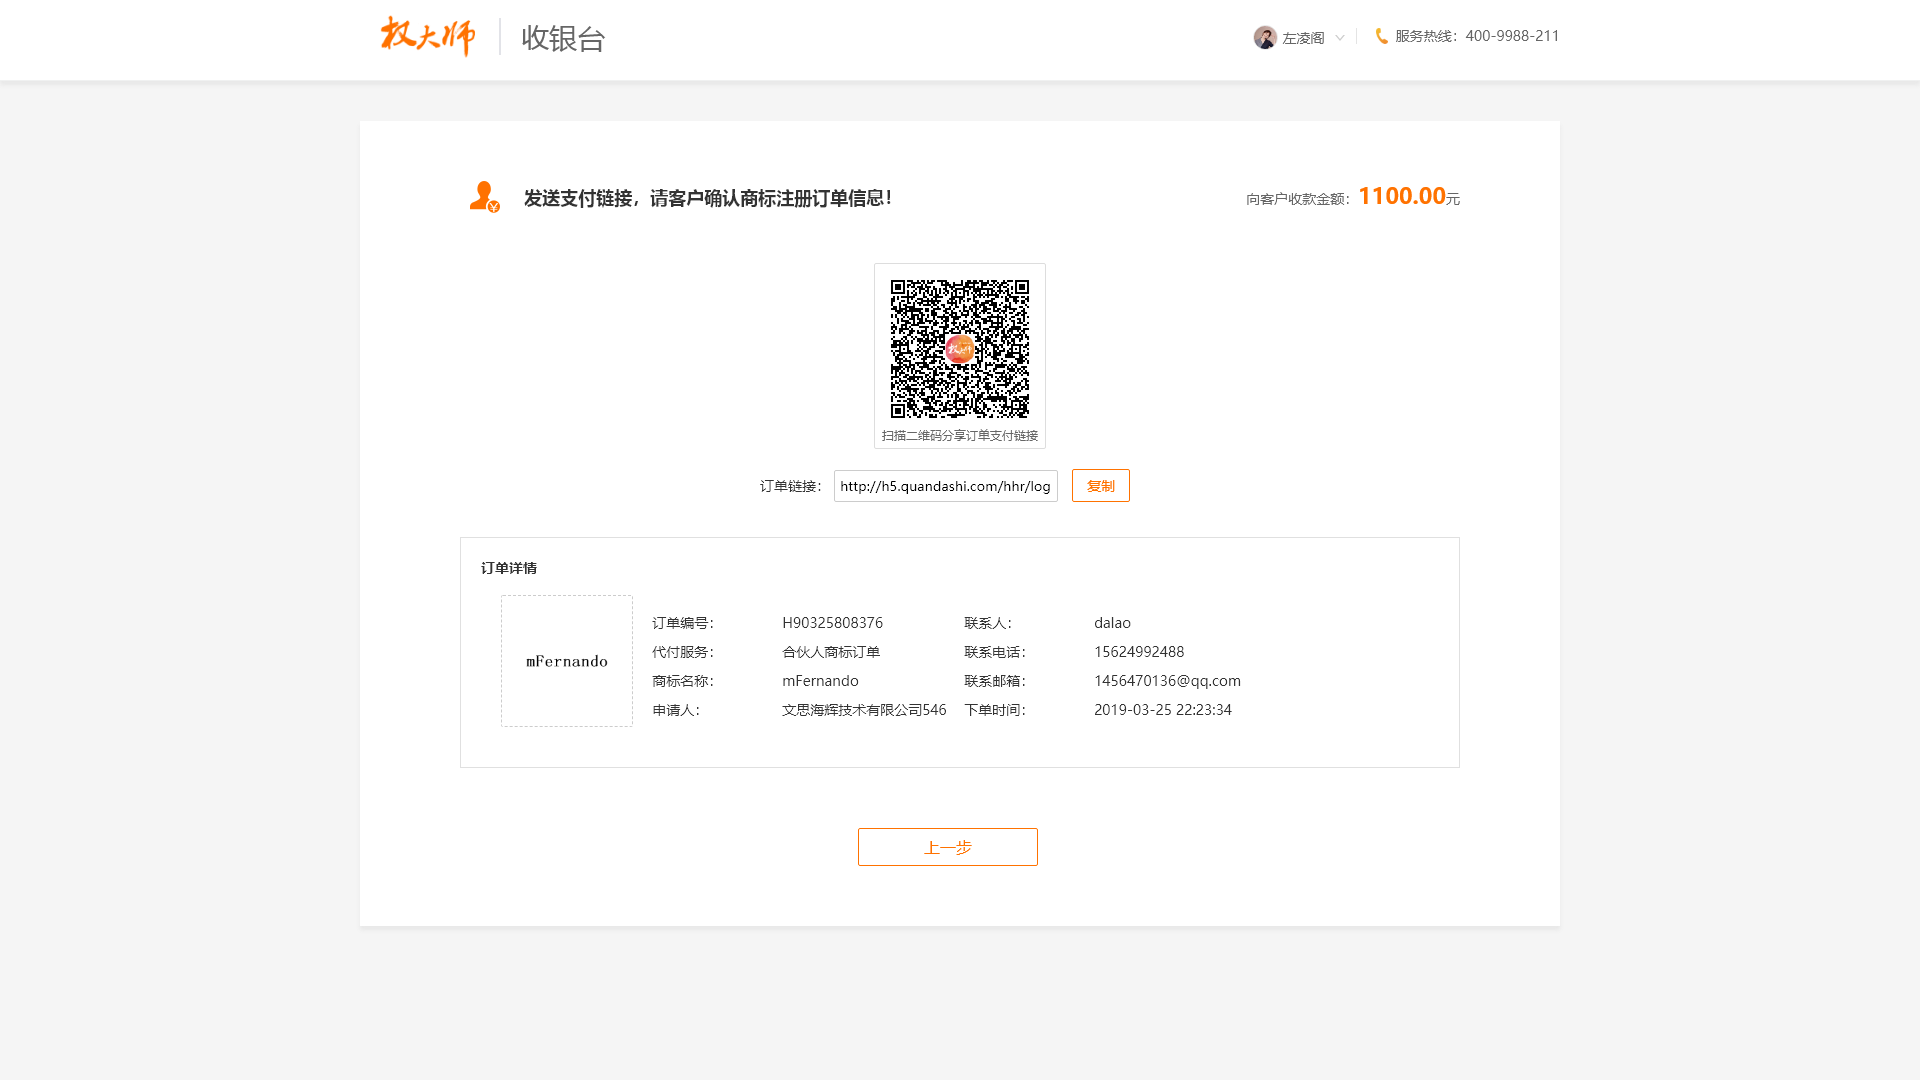 权大师 收银台 左凌阁 服务热线：400-9988-211
发送支付链接，请客户确认商标注册订单信息！ 向客户收款金额：1100.00元
权大师
扫描二维码分享订单支付链接
订单链接： http://h5.quandashi.com/hhr/log 复制
订单详情
mFernando
订单编号： H90325808376 联系人： dalao
代付服务： 合伙人商标订单 联系电话： 15624992488
商标名称： mFernando 联系邮箱： 1456470136@qq.com
申请人： 文思海辉技术有限公司546 下单时间： 2019-03-25 22:23:34
上一步